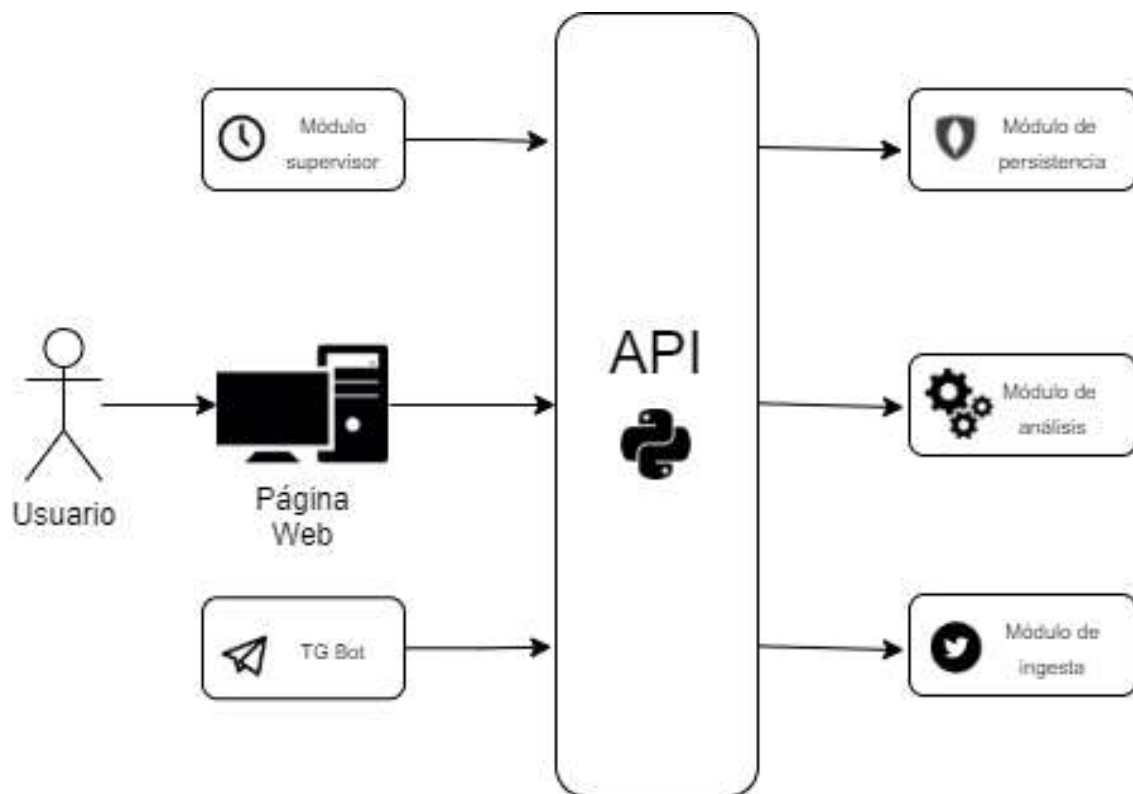 Módulo
supervisor
Módulo de
persistencia
API
Módulo de
análisis
Usuario
Página
Web
TG Bot
Módulo de
ingesta